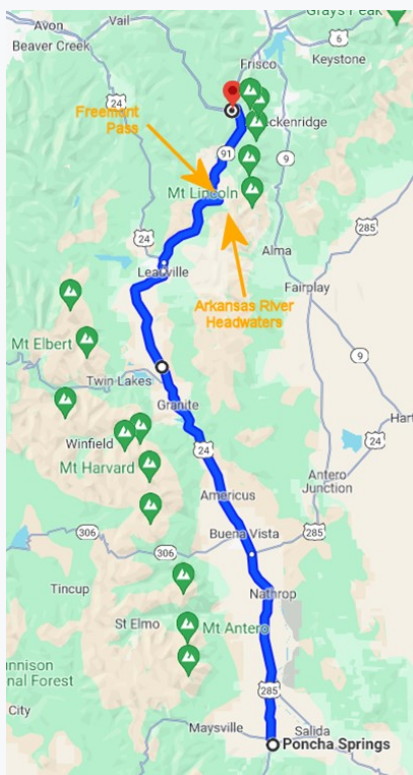 Avon
Vail
Grays Peak
Beaver Creek
6
Keystone
Frisco
24
Freemont
Pass
eckenridge
91
9
Mt Lincoln
24
Alma
285
Leadville
Fairplay
Arkansas River
Headwaters
Mt Elbert
9
Twin Lakes
Granite
Hart
Winfield
24
24
Mt Harvard
Antero
Junction
Americus
306
Buena Vista
285
306
Tincup
Nathrop
St Elmo
Mt Antero
unnison
nal Forest
285
City
Maysville
Salida
Poncha Springs